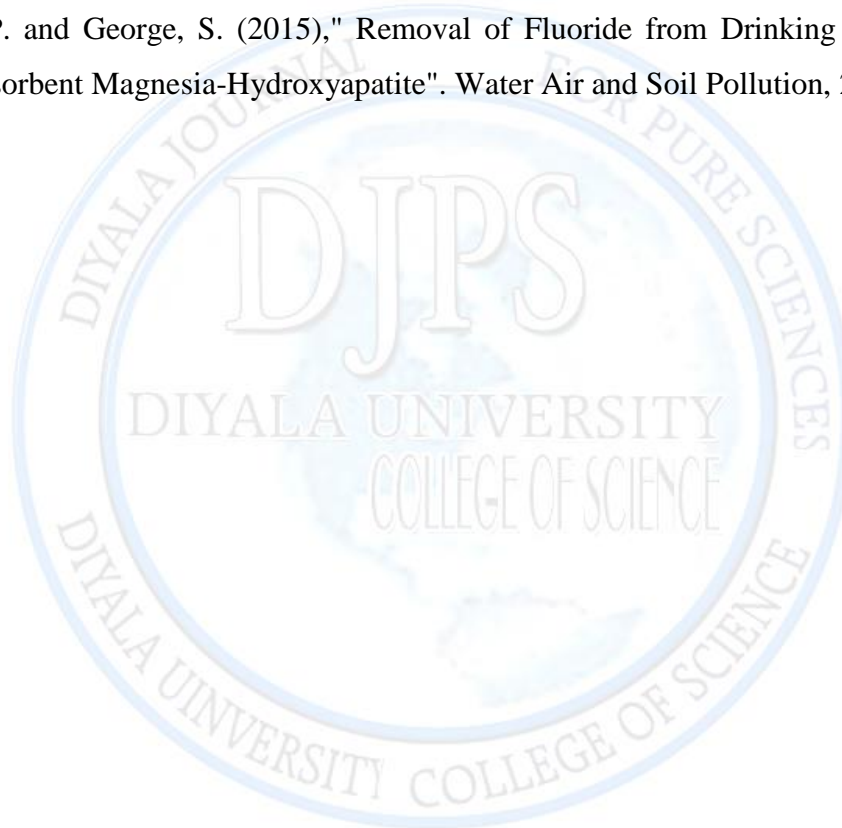 P. and George, S. (2015)," Removal of Fluoride from Drinking
orbent Magnesia-Hydroxyapatite". Water Air and Soil Pollution,
DIYALA JOURNAL FOR PURE SCIENCES
DJPS
DIYALA UNIVERSITY
COLLEGE OF SCIENCE
DIYALA UINVERSITY COLLEGE OF SCIENCE